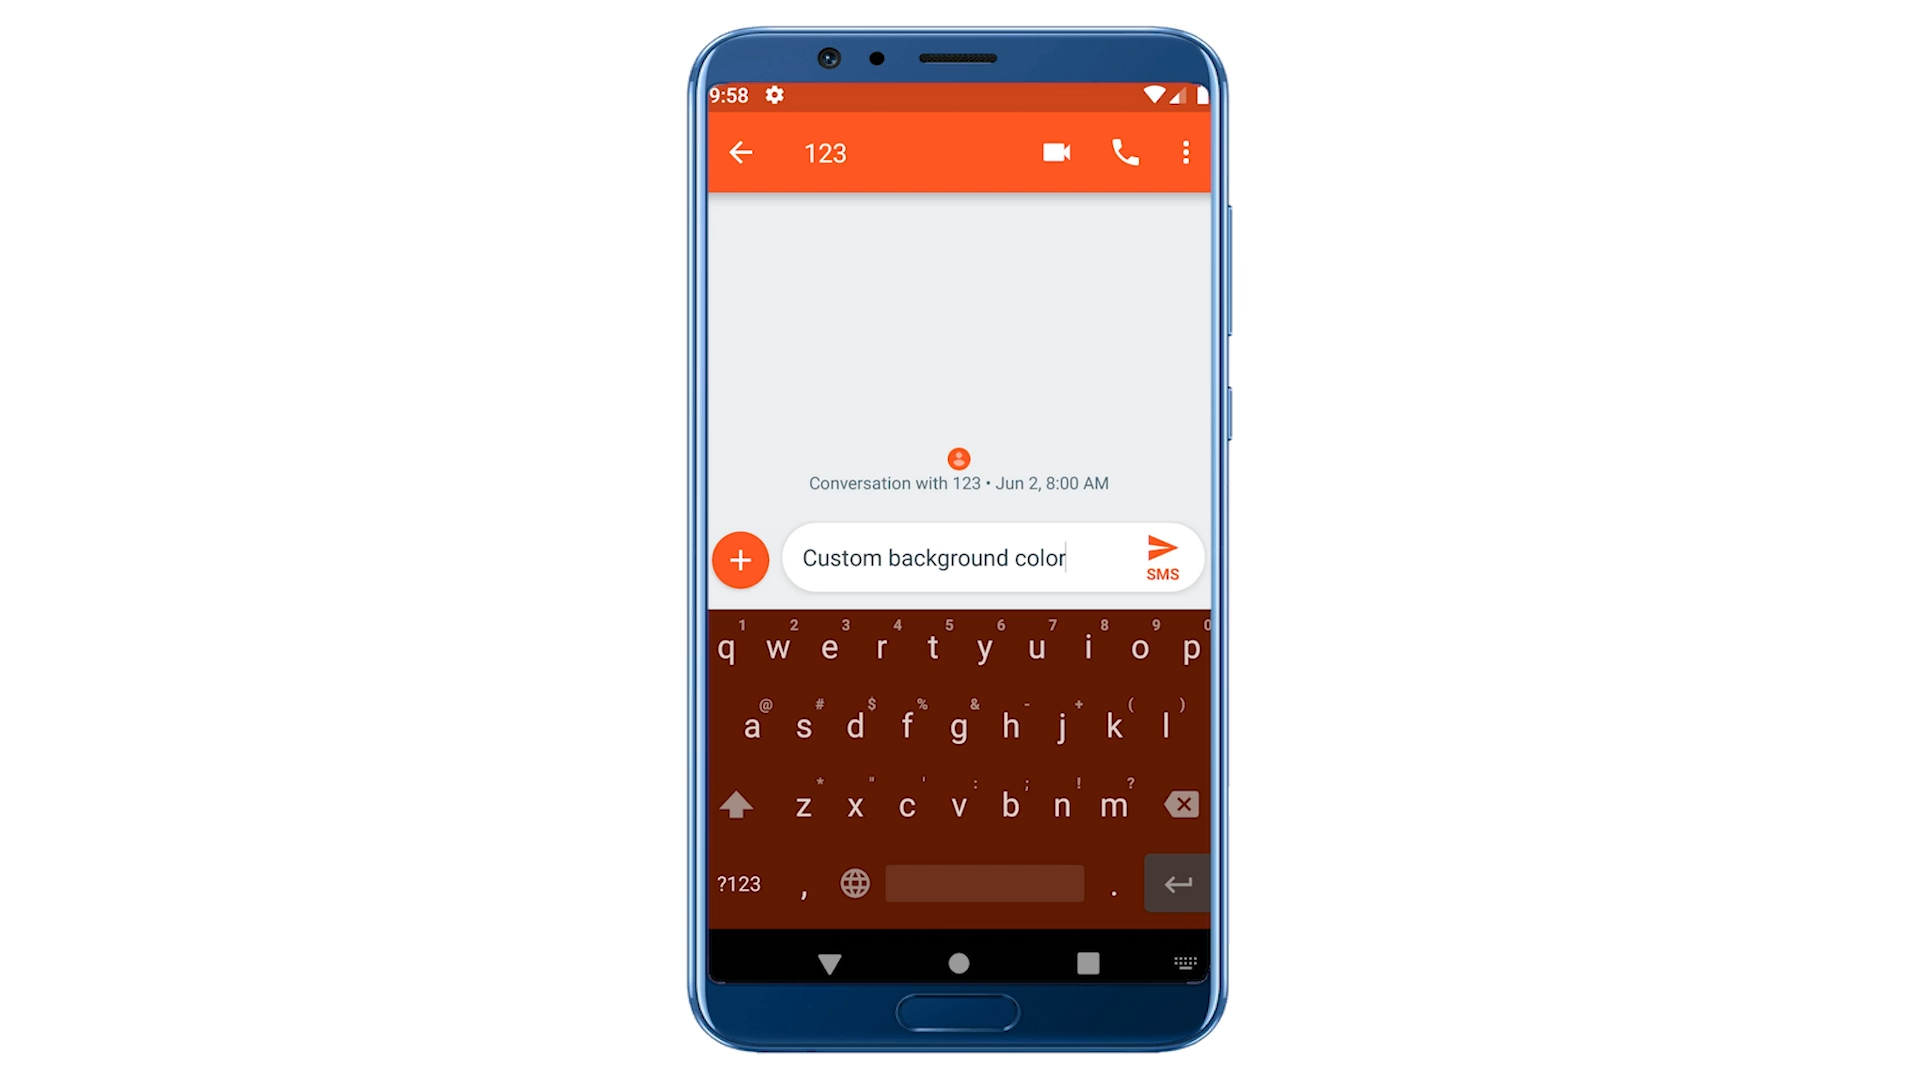 9:58
123
Conversation with 123 • Jun 2, 8:00 AM
Custom background color
SMS
1 2 3 4 5 6 7 8 9 0
q w e r t y u i o p
@ # $ % & - + ( )
a s d f g h j k l
* " ' : ; ! ?
z x c v b n m
?123 , .